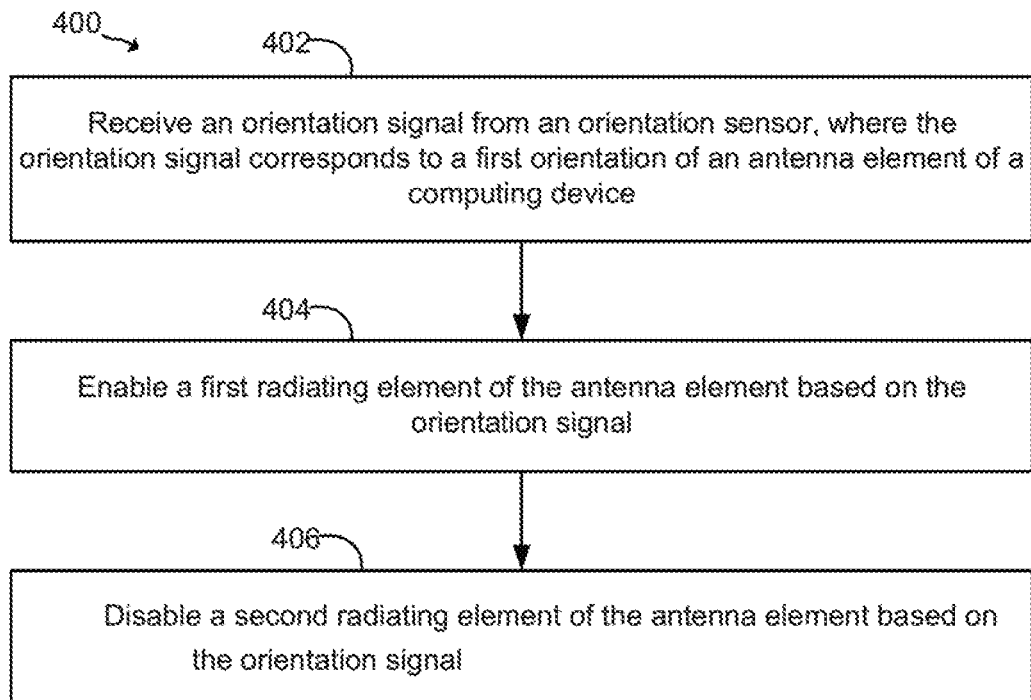 400
402
Receive an orientation signal from an orientation sensor, where the
orientation signal corresponds to a first orientation of an antenna element of a
computing device
404
Enable a first radiating element of the antenna element based on the
orientation signal
406
Disable a second radiating element of the antenna element based on
the orientation signal